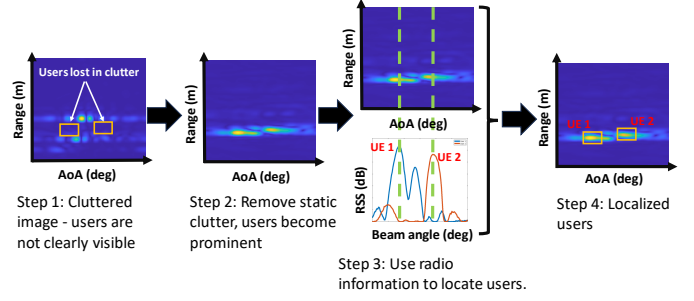 Users lost in clutter
Range (m)
AoA (deg)
Step 1: Cluttered
image - users are
not clearly visible
Range (m)
AoA (deg)
Step 2: Remove static
clutter, users become
prominent
Range (m)
AoA (deg)
UE 1
UE 2
RSS (dB)
Beam angle (deg)
Step 3: Use radio
information to locate users.
Range (m)
UE 1
UE 2
AoA (deg)
Step 4: Localized
users